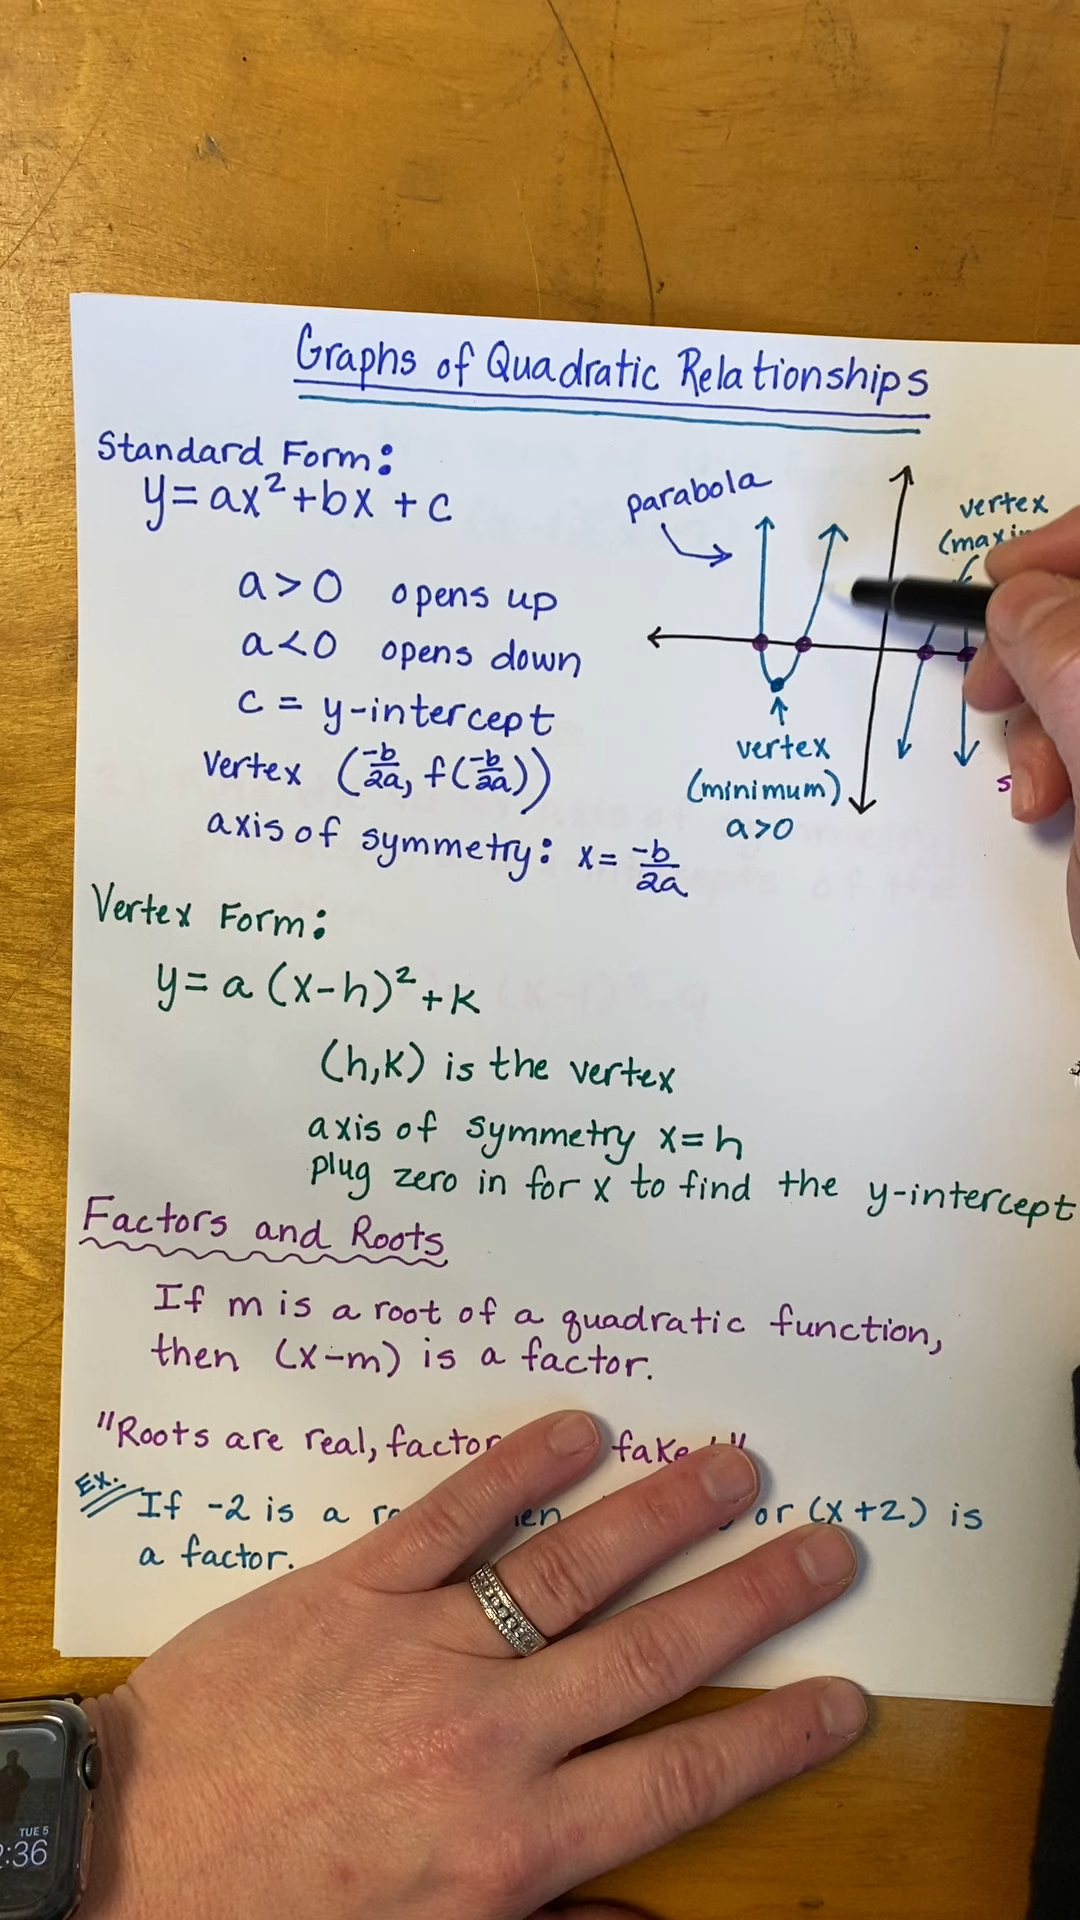 Graphs of Quadratic Relationships
Standard Form:
y=ax²+bx+c
a>0 opens up
a<0 opens down
c = y-intercept
vertex (-b/2a, f(-b/2a))
axis of symmetry: x= -b/2a
parabola
vertex
vertex
(minimum)
a>0
Vertex Form:
y=a(x-h)²+k
(h,k) is the vertex
axis of symmetry x=h
plug zero in for x to find the y-intercept
Factors and Roots
If m is a root of a quadratic function,
then (x-m) is a factor.
"Roots are real, fake
Ex. If -2 is a or (x+2) is
a factor.
TUE 5
:36